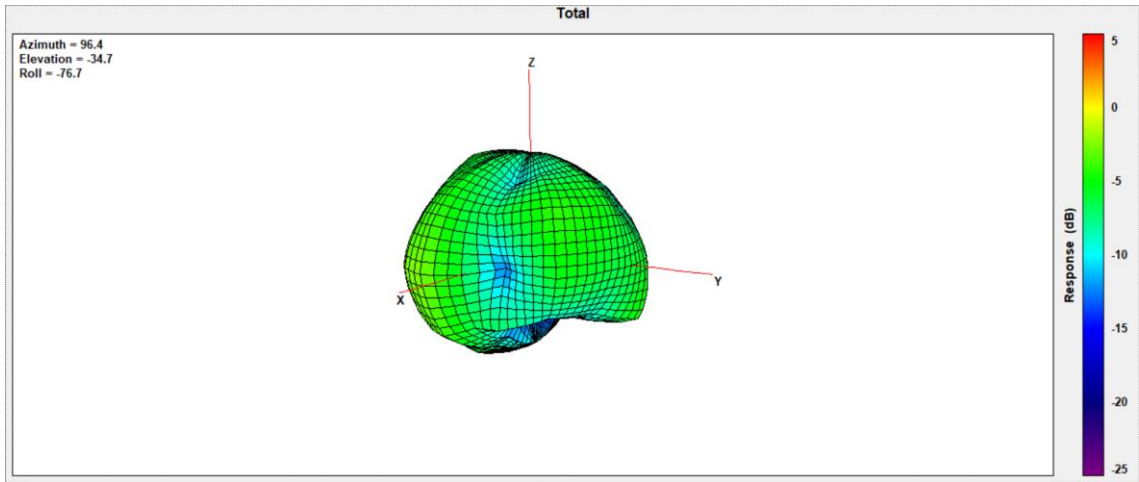 Total
Azimuth = 96.4
Elevation = -34.7
Roll = -76.7
Z
X
Y
5
0
-5
-10
-15
-20
-25
Response (dB)